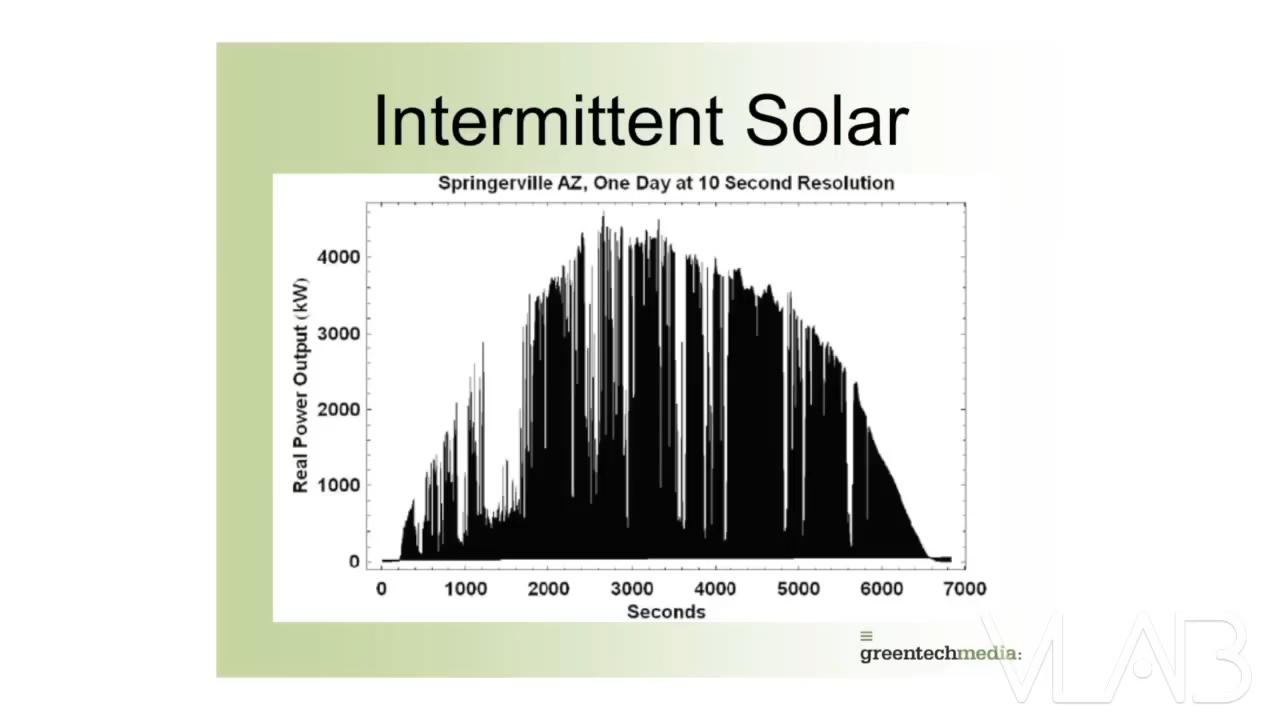 Intermittent Solar
Springerville AZ, One Day at 10 Second Resolution
Real Power Output (kW)
4000
3000
2000
1000
0
0 1000 2000 3000 4000 5000 6000 7000
Seconds
greentechmedia:
VLAB